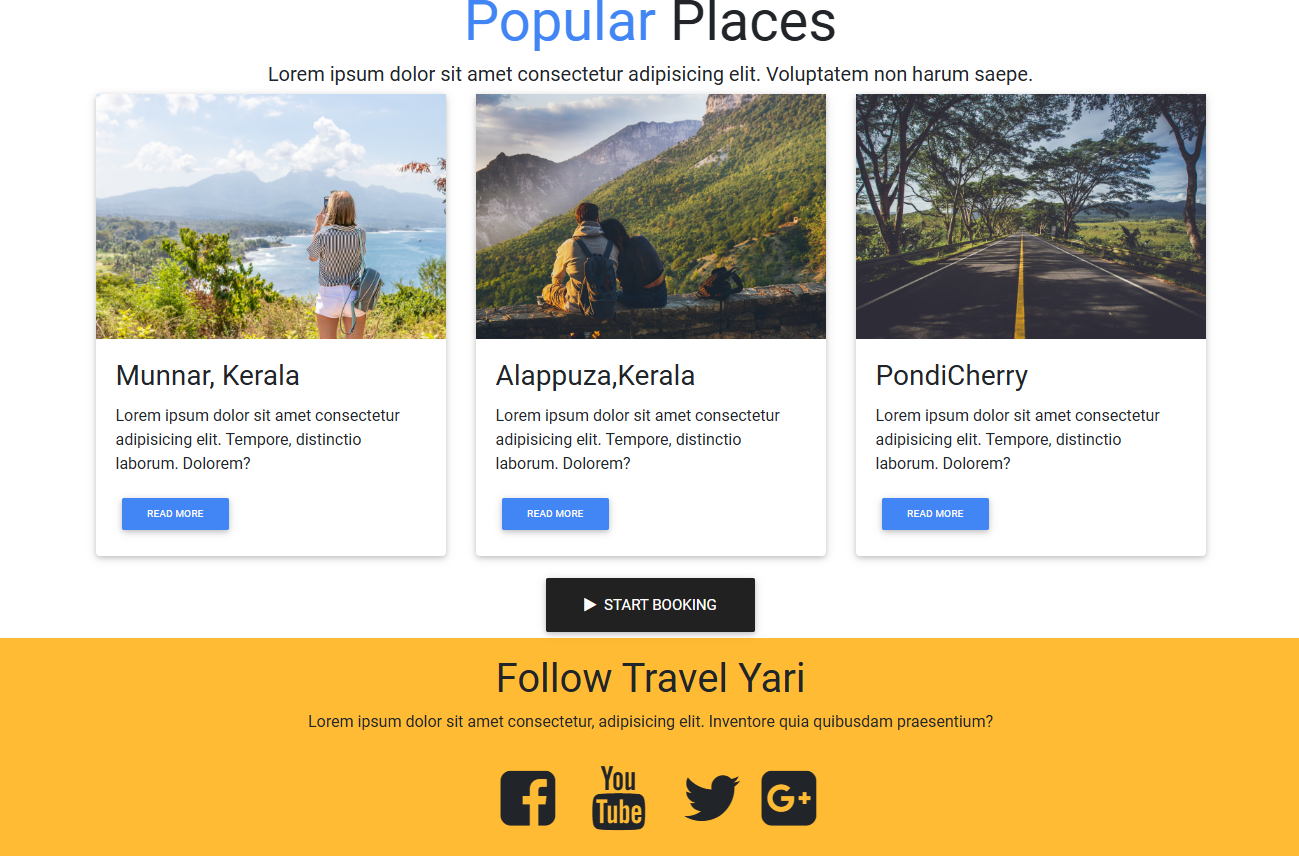 Popular Places
Lorem ipsum dolor sit amet consectetur adipisicing elit. Voluptatem non harum saepe.
Munnar, Kerala
Lorem ipsum dolor sit amet consectetur
adipisicing elit. Tempore, distinctio
laborum. Dolorem?
READ MORE
Alappuza,Kerala
Lorem ipsum dolor sit amet consectetur
adipisicing elit. Tempore, distinctio
laborum. Dolorem?
READ MORE
PondiCherry
Lorem ipsum dolor sit amet consectetur
adipisicing elit. Tempore, distinctio
laborum. Dolorem?
READ MORE
START BOOKING
Follow Travel Yari
Lorem ipsum dolor sit amet consectetur, adipisicing elit. Inventore quia quibusdam praesentium?
You
Tube
G+